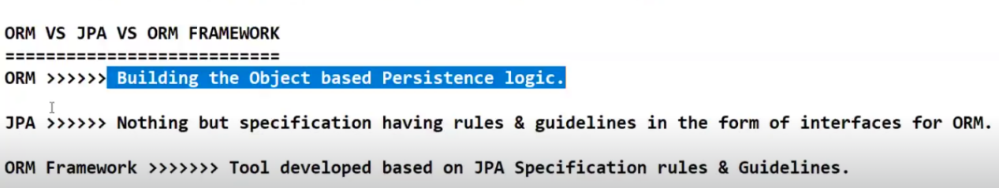 ORM VS JPA VS ORM FRAMEWORK
===========================
ORM >>>>>> Building the Object based Persistence logic.
JPA >>>>>> Nothing but specification having rules & guidelines in the form of interfaces for ORM.
ORM Framework >>>>>>> Tool developed based on JPA Specification rules & Guidelines.